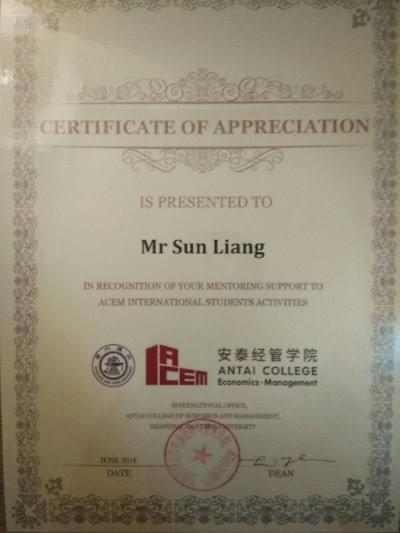 CERTIFICATE OF APPRECIATION
IS PRESENTED TO
Mr Sun Liang
IN RECOGNITION OF YOUR MENTORING SUPPORT TO
ACEM INTERNATIONAL STUDENTS ACTIVITIES
ACEM
安泰经管学院
ANTAI COLLEGE
Economics·Management
INTERNATIONAL OFFICE,
ANTAI COLLEGE OF ECONOMICS AND MANAGEMENT,
SHANGHAI JIAO TONG UNIVERSITY
JUNE 2018
DATE
DEAN